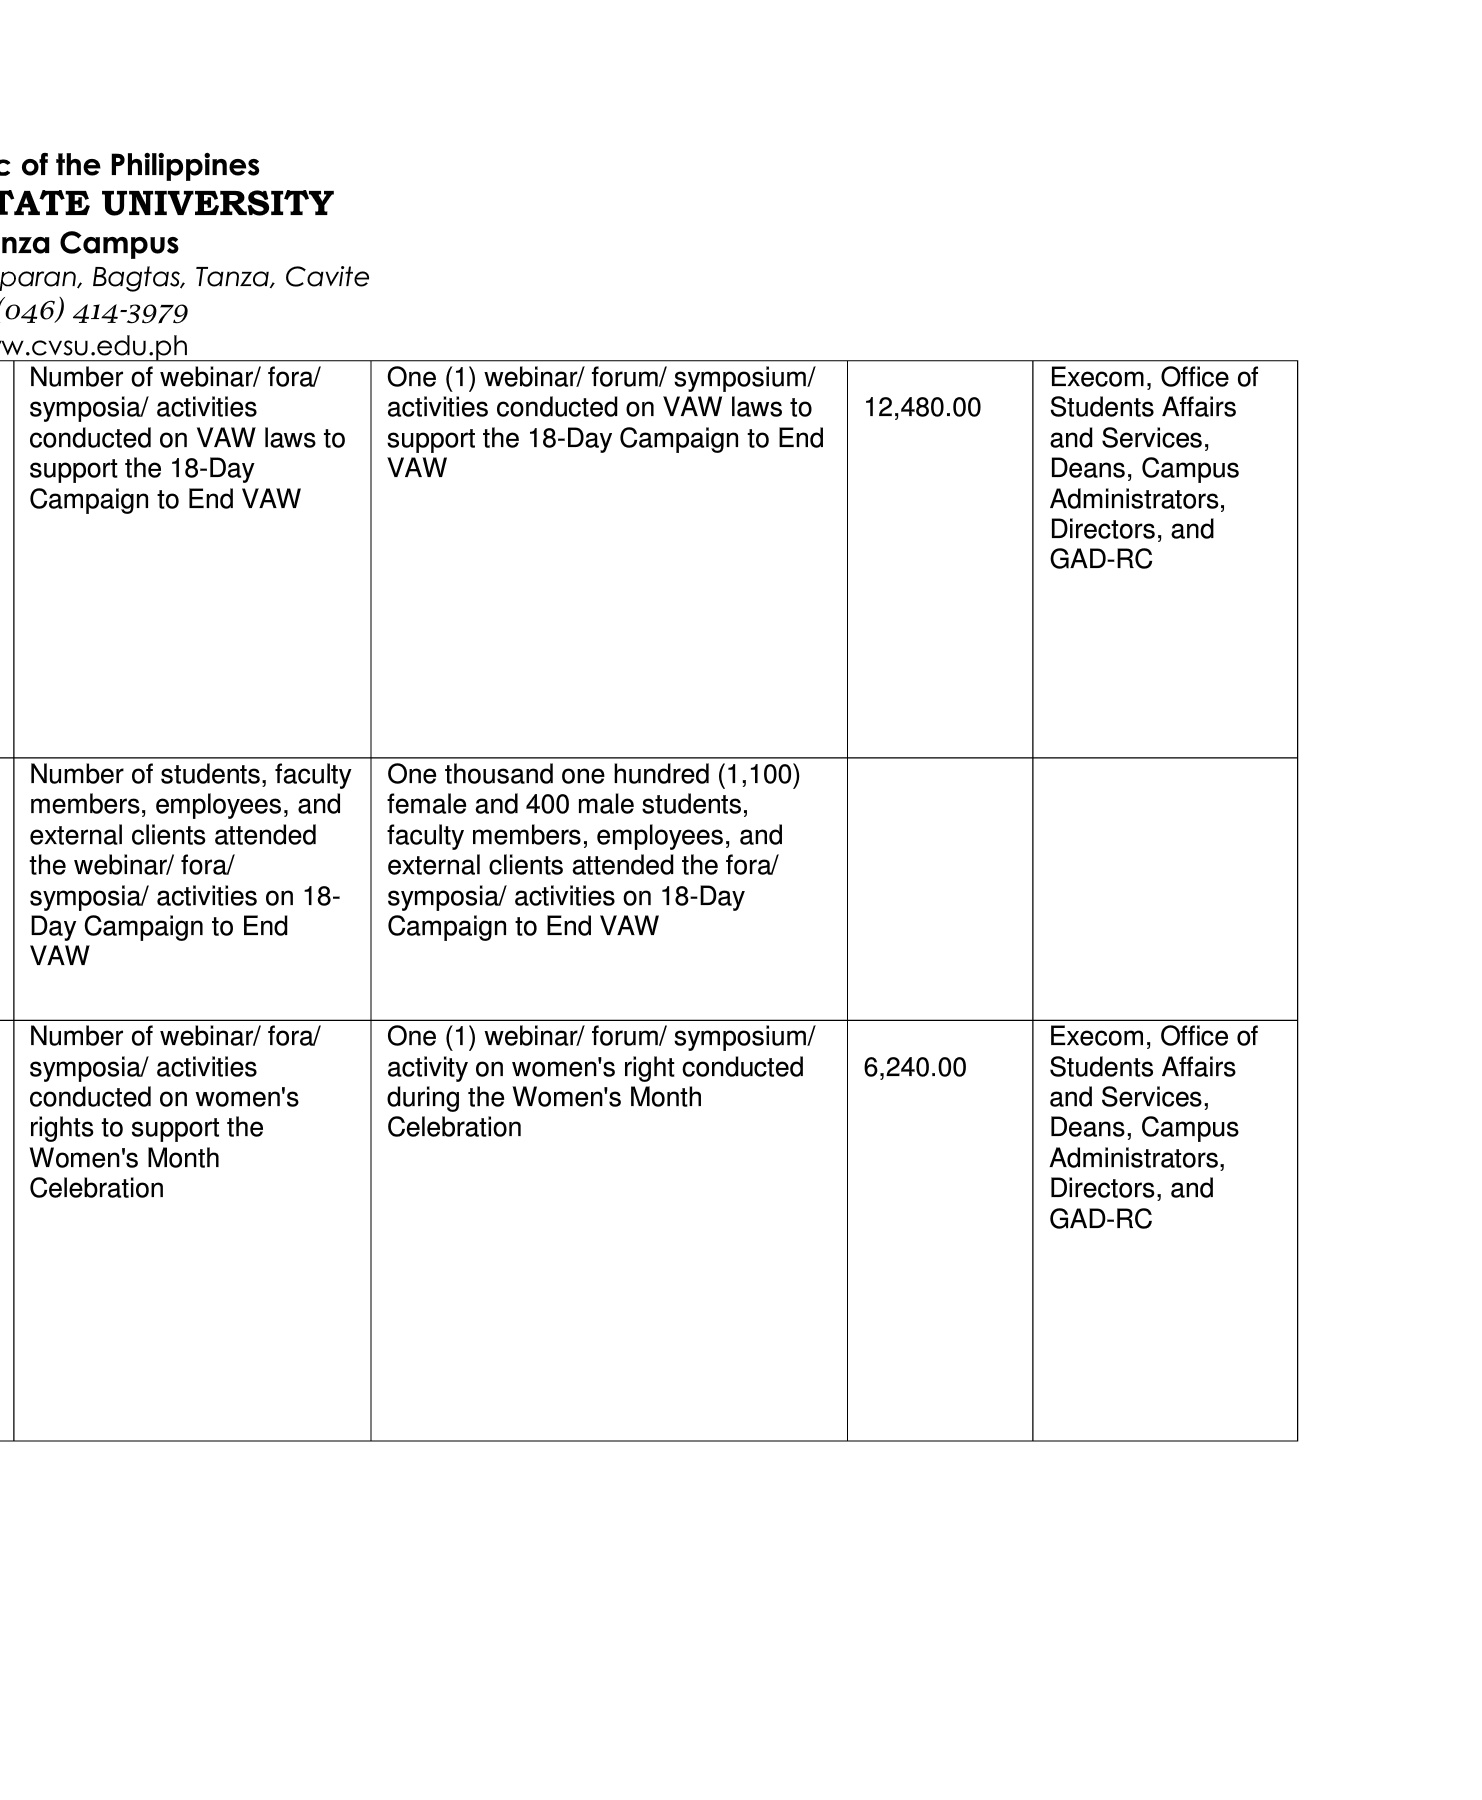 c of the Philippines
TATE UNIVERSITY
nza Campus
paran, Bagtas, Tanza, Cavite
(046) 414-3979
w.cvsu.edu.ph
Number of webinar/ fora/
symposia/ activities
conducted on VAW laws to
support the 18-Day
Campaign to End VAW
One (1) webinar/ forum/ symposium/
activities conducted on VAW laws to
support the 18-Day Campaign to End
VAW
12,480.00
Execom, Office of
Students Affairs
and Services,
Deans, Campus
Administrators,
Directors, and
GAD-RC
Number of students, faculty
members, employees, and
external clients attended
the webinar/ fora/
symposia/ activities on 18-
Day Campaign to End
VAW
One thousand one hundred (1,100)
female and 400 male students,
faculty members, employees, and
external clients attended the fora/
symposia/ activities on 18-Day
Campaign to End VAW
Number of webinar/ fora/
symposia/ activities
conducted on women's
rights to support the
Women's Month
Celebration
One (1) webinar/ forum/ symposium/
activity on women's right conducted
during the Women's Month
Celebration
6,240.00
Execom, Office of
Students Affairs
and Services,
Deans, Campus
Administrators,
Directors, and
GAD-RC